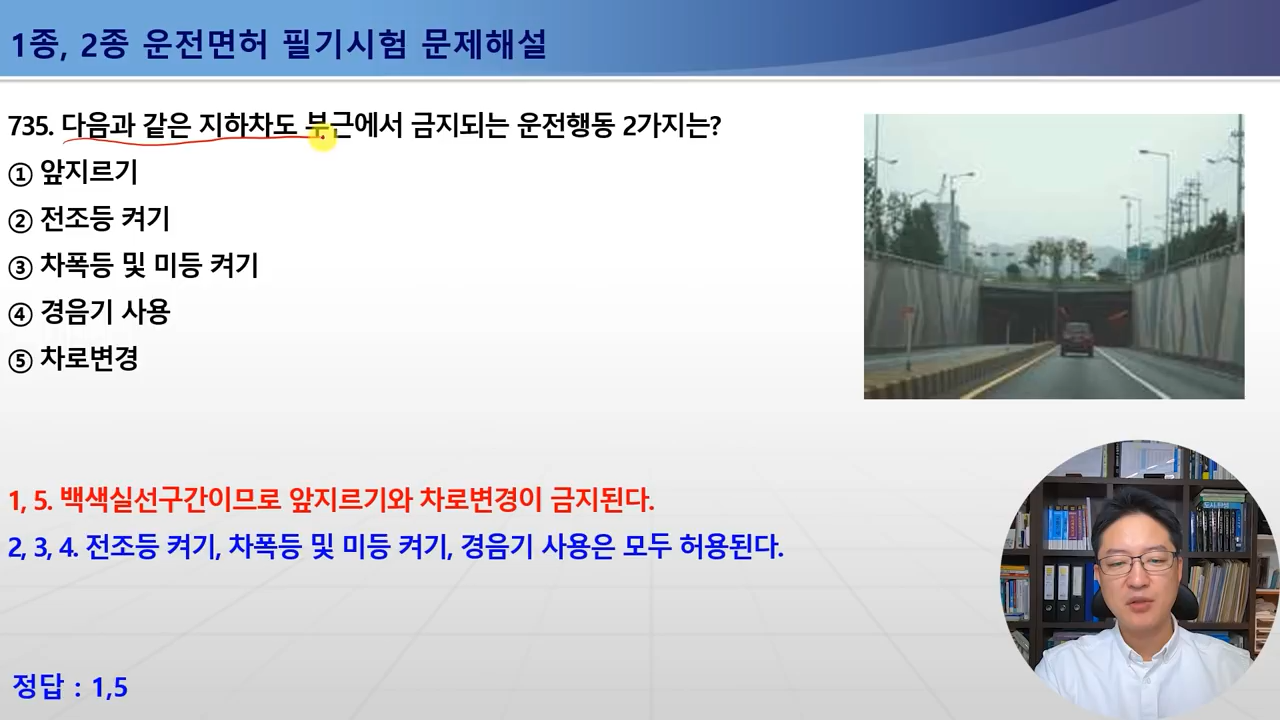 1종, 2종 운전면허 필기시험 문제해설
735. 다음과 같은 지하차도 부근에서 금지되는 운전행동 2가지는?
① 앞지르기
② 전조등 켜기
③ 차폭등 및 미등 켜기
④ 경음기 사용
⑤ 차로변경
1, 5. 백색실선구간이므로 앞지르기와 차로변경이 금지된다.
2, 3, 4. 전조등 켜기, 차폭등 및 미등 켜기, 경음기 사용은 모두 허용된다.
정답 : 1,5